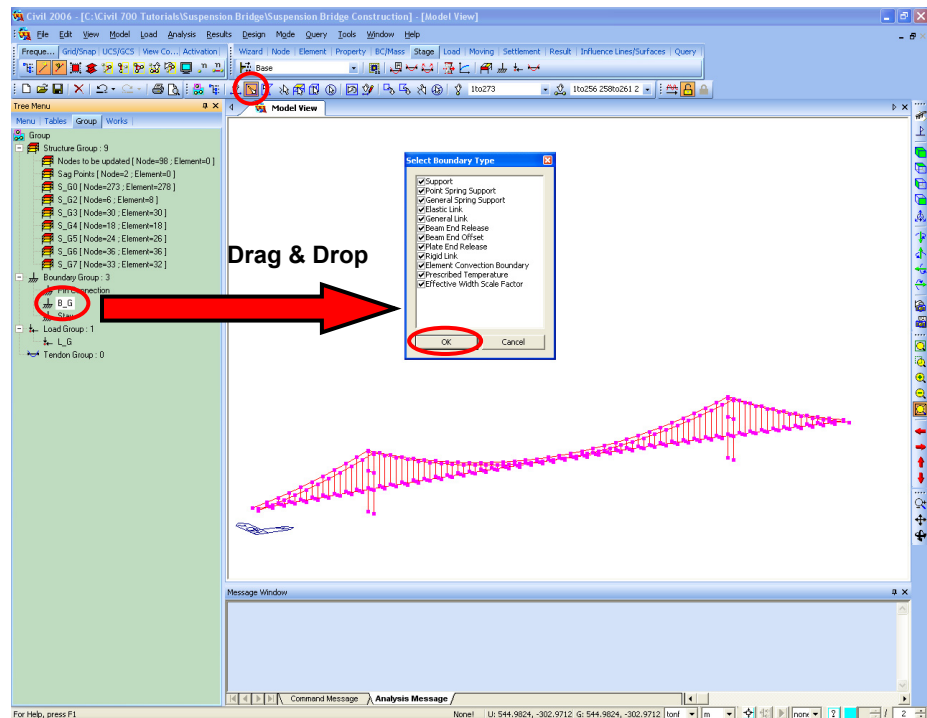 Civil 2006 - [C:\Civil 700 Tutorials\Suspension Bridge\Suspension Bridge Construction] - [Model View]
File Edit View Model Load Analysis Results Design Mode Query Tools Window Help
Freque... Grid/Snap UCS/GCS View Co... Activation Wizard Node Element Property BC/Mass Stage Load Moving Settlement Result Influence Lines/Surfaces Query
Base
1to273 1to256 258to261 2
Tree Menu
Model View
Menu Tables Group Works
Group
Structure Group : 9
Nodes to be updated [ Node=98 ; Element=0 ]
Sag Points [ Node=2 ; Element=0 ]
S_G0 [ Node=273 ; Element=278 ]
S_G2 [ Node=6 ; Element=8 ]
S_G3 [ Node=30 ; Element=30 ]
S_G4 [ Node=18 ; Element=18 ]
S_G5 [ Node=24 ; Element=26 ]
S_G6 [ Node=36 ; Element=36 ]
S_G7 [ Node=33 ; Element=32 ]
Boundary Group : 3
Pin Connection
B_G
Load Group : 1
L_G
Tendon Group : 0
Drag & Drop
Select Boundary Type
Support
Point Spring Support
General Spring Support
Elastic Link
General Link
Beam End Release
Beam End Offset
Plate End Release
Rigid Link
Element Convection Boundary
Prescribed Temperature
Effective Width Scale Factor
OK Cancel
Message Window
Command Message Analysis Message
For Help, press F1
None! U: 544.9824, -302.9712 G: 544.9824, -302.9712 tonf m none ? / 2